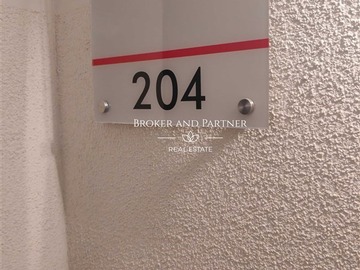 204
BROKER AND PARTNER
REAL ESTATE